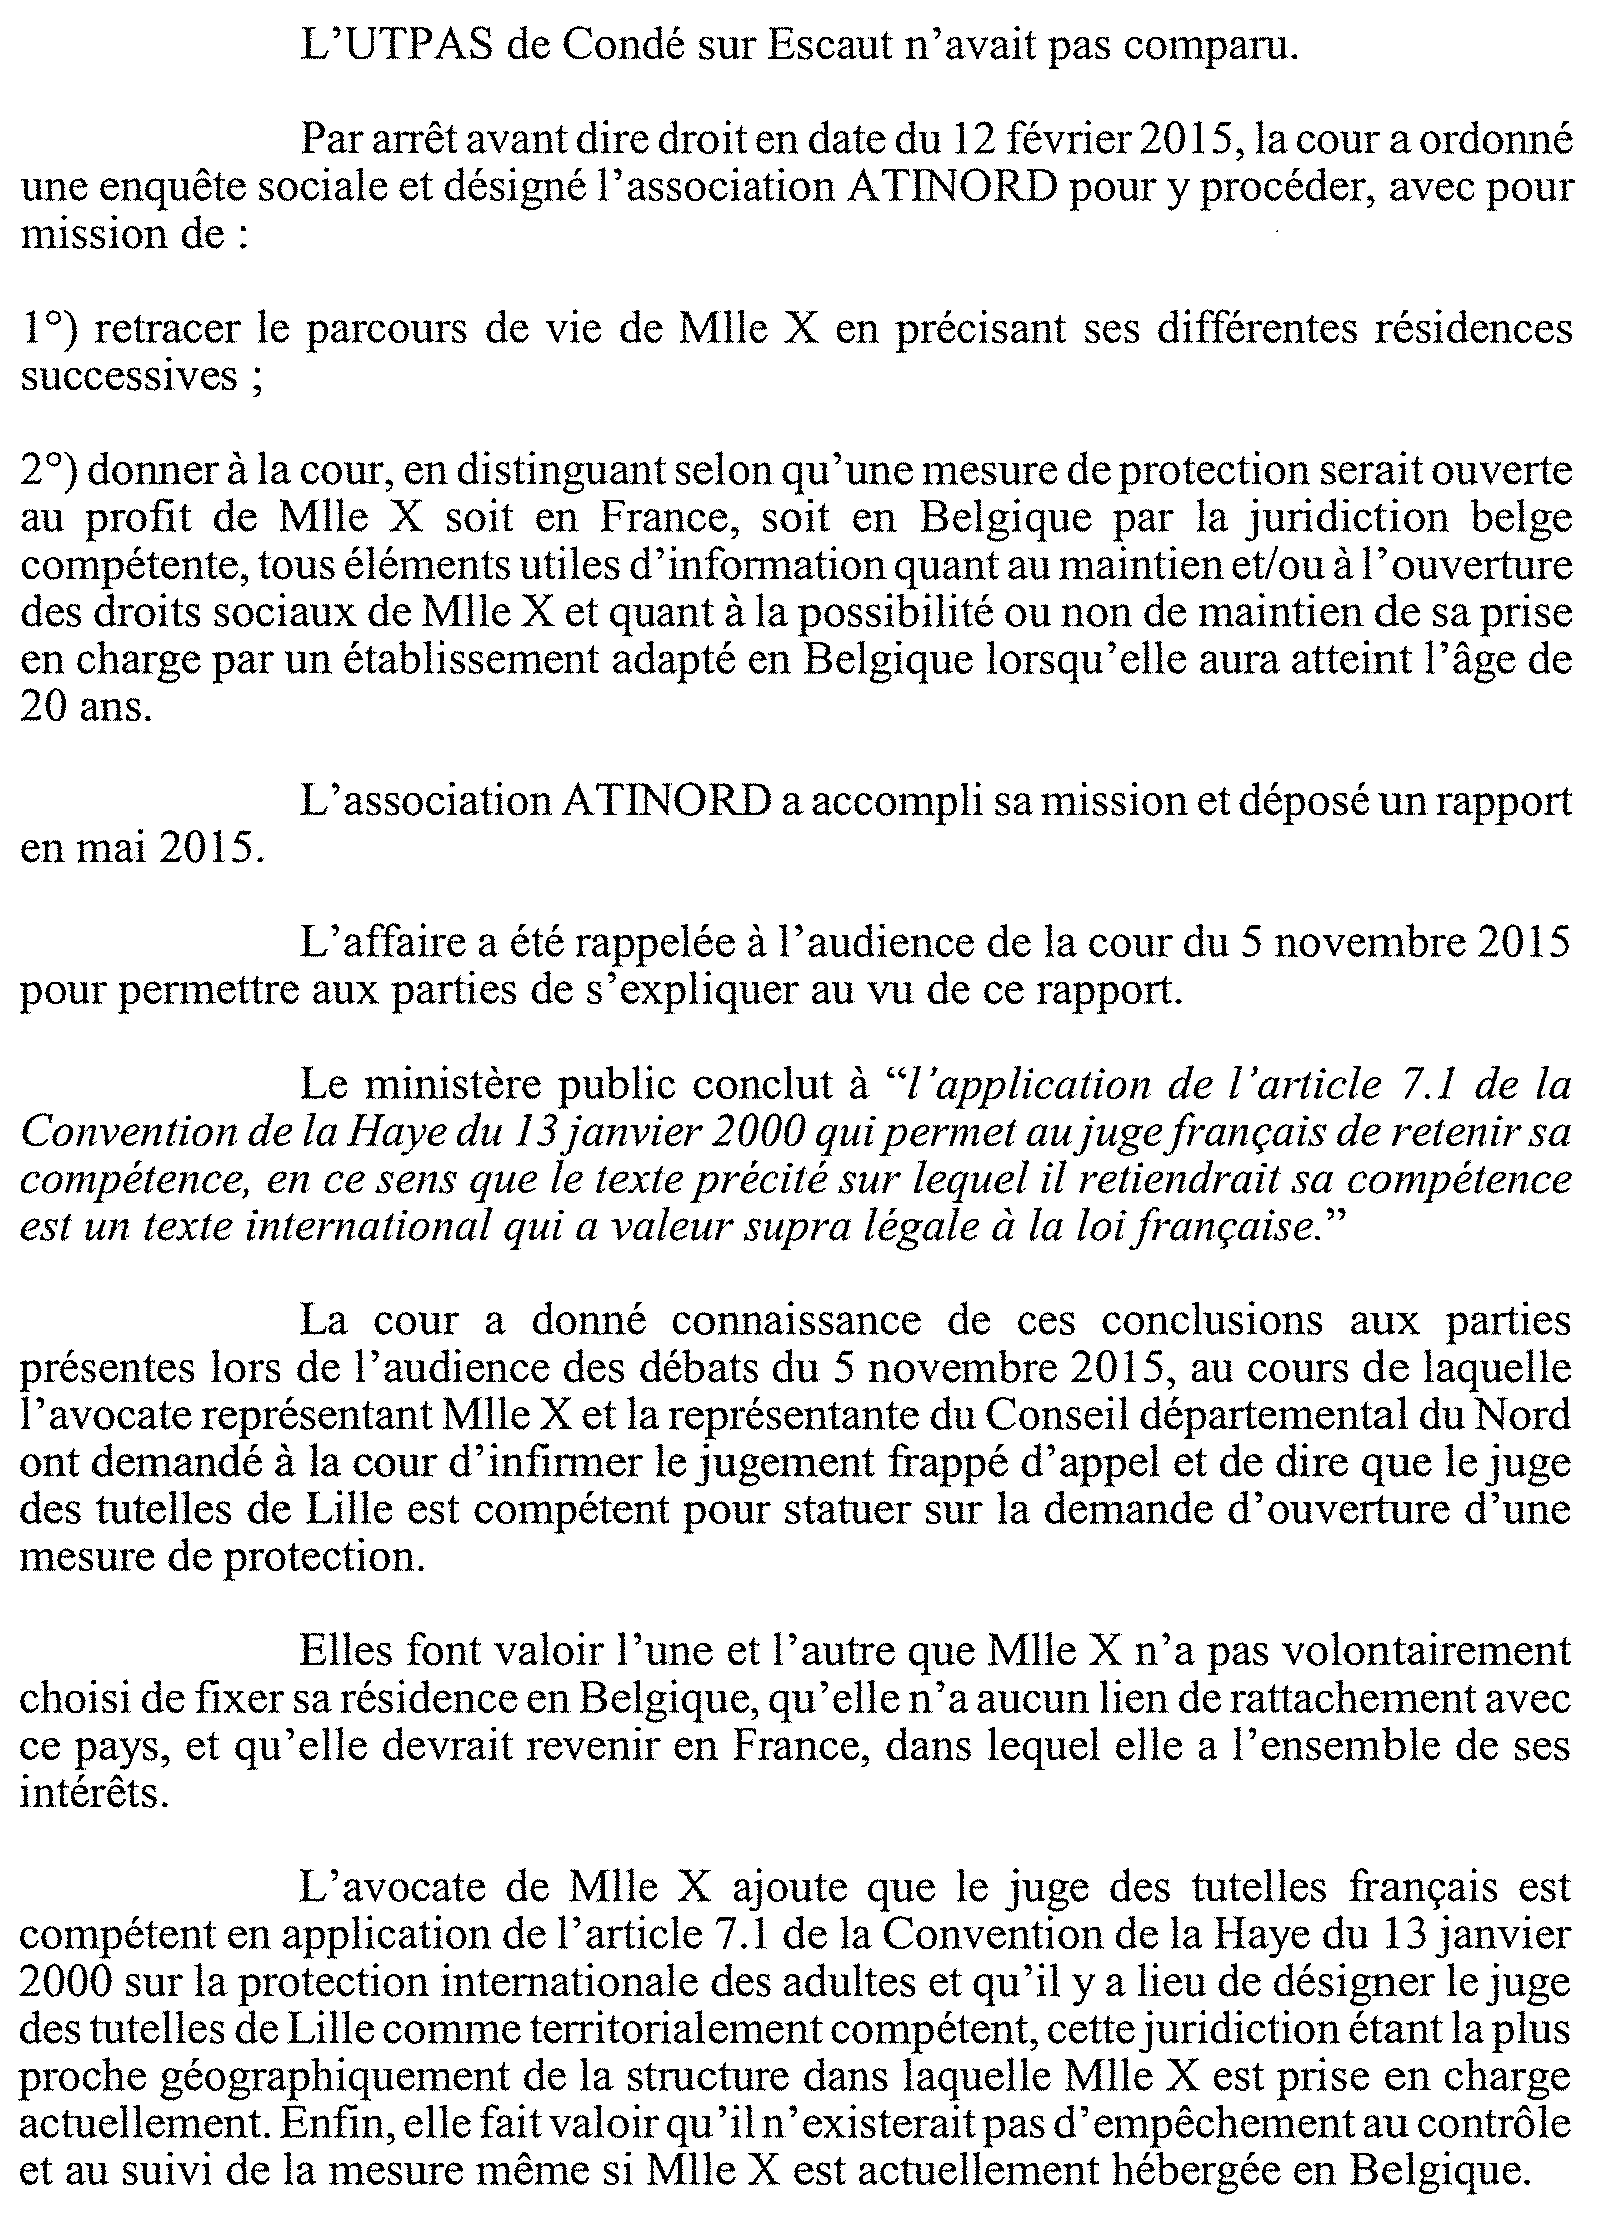 L'UTPAS de Condé sur Escaut n'avait pas comparu.
Par arrêt avant dire droit en date du 12 février 2015, la cour a ordonné
une enquête sociale et désigné l'association ATINORD pour y procéder, avec pour
mission de :
1°) retracer le parcours de vie de Mlle X en précisant ses différentes résidences
successives ;
2°) donner à la cour, en distinguant selon qu'une mesure de protection serait ouverte
au profit de Mlle X soit en France, soit en Belgique par la juridiction belge
compétente, tous éléments utiles d'information quant au maintien et/ou à l'ouverture
des droits sociaux de Mlle X et quant à la possibilité ou non de maintien de sa prise
en charge par un établissement adapté en Belgique lorsqu'elle aura atteint l'âge de
20 ans.
L'association ATINORD a accompli sa mission et déposé un rapport
en mai 2015.
L'affaire a été rappelée à l'audience de la cour du 5 novembre 2015
pour permettre aux parties de s'expliquer au vu de ce rapport.
Le ministère public conclut à “l'application de l'article 7.1 de la
Convention de la Haye du 13 janvier 2000 qui permet au juge français de retenir sa
compétence, en ce sens que le texte précité sur lequel il retiendrait sa compétence
est un texte international qui a valeur supra légale à la loi française.”
La cour a donné connaissance de ces conclusions aux parties
présentes lors de l'audience des débats du 5 novembre 2015, au cours de laquelle
l'avocate représentant Mlle X et la représentante du Conseil départemental du Nord
ont demandé à la cour d'infirmer le jugement frappé d'appel et de dire que le juge
des tutelles de Lille est compétent pour statuer sur la demande d'ouverture d'une
mesure de protection.
Elles font valoir l'une et l'autre que Mlle X n'a pas volontairement
choisi de fixer sa résidence en Belgique, qu'elle n'a aucun lien de rattachement avec
ce pays, et qu'elle devrait revenir en France, dans lequel elle a l'ensemble de ses
intérêts.
L'avocate de Mlle X ajoute que le juge des tutelles français est
compétent en application de l'article 7.1 de la Convention de la Haye du 13 janvier
2000 sur la protection internationale des adultes et qu'il y a lieu de désigner le juge
des tutelles de Lille comme territorialement compétent, cette juridiction étant la plus
proche géographiquement de la structure dans laquelle Mlle X est prise en charge
actuellement. Enfin, elle fait valoir qu'il n'existerait pas d'empêchement au contrôle
et au suivi de la mesure même si Mlle X est actuellement hébergée en Belgique.